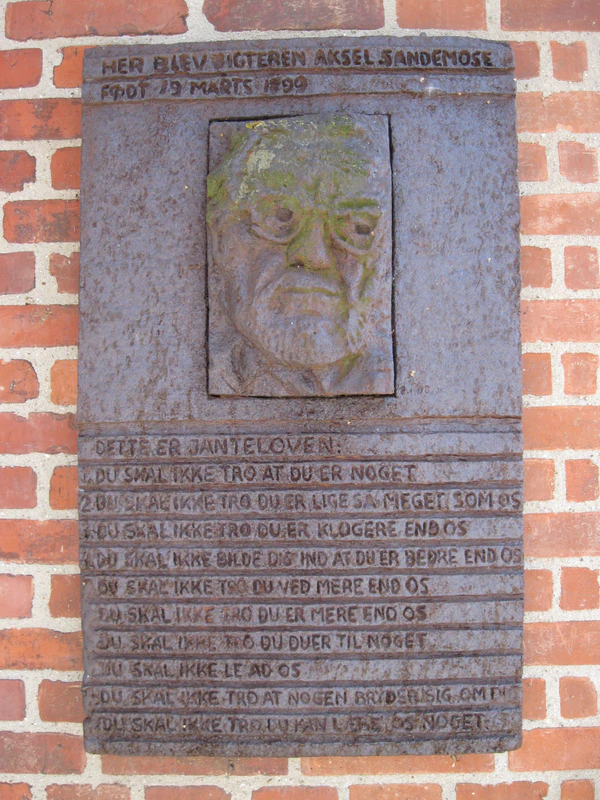 HER BLEV DIGTEREN AKSEL SANDEMOSE
FØDT 19 MARTS 1899
DETTE ER JANTELOVEN:
1. DU SKAL IKKE TRO AT DU ER NOGET
2. DU SKAL IKKE TRO DU ER LIGE SÅ MEGET SOM OS
DU SKAL IKKE TRO DU ER KLOGERE END OS
DU SKAL IKKE BILDE DIG IND AT DU ER BEDRE END OS
DU SKAL IKKE TRO DU VED MERE END OS
DU SKAL IKKE TRO DU ER MERE END OS
DU SKAL IKKE TRO DU DUER TIL NOGET
DU SKAL IKKE LE AD OS
DU SKAL IKKE TRO AT NOGEN BRYDER SIG OM
DU SKAL IKKE TRO DU KAN LÆRE OS NOGET